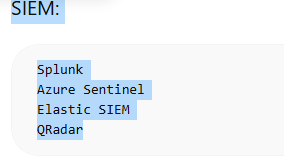 SIEM:
Splunk
Azure Sentinel
Elastic SIEM
QRadar